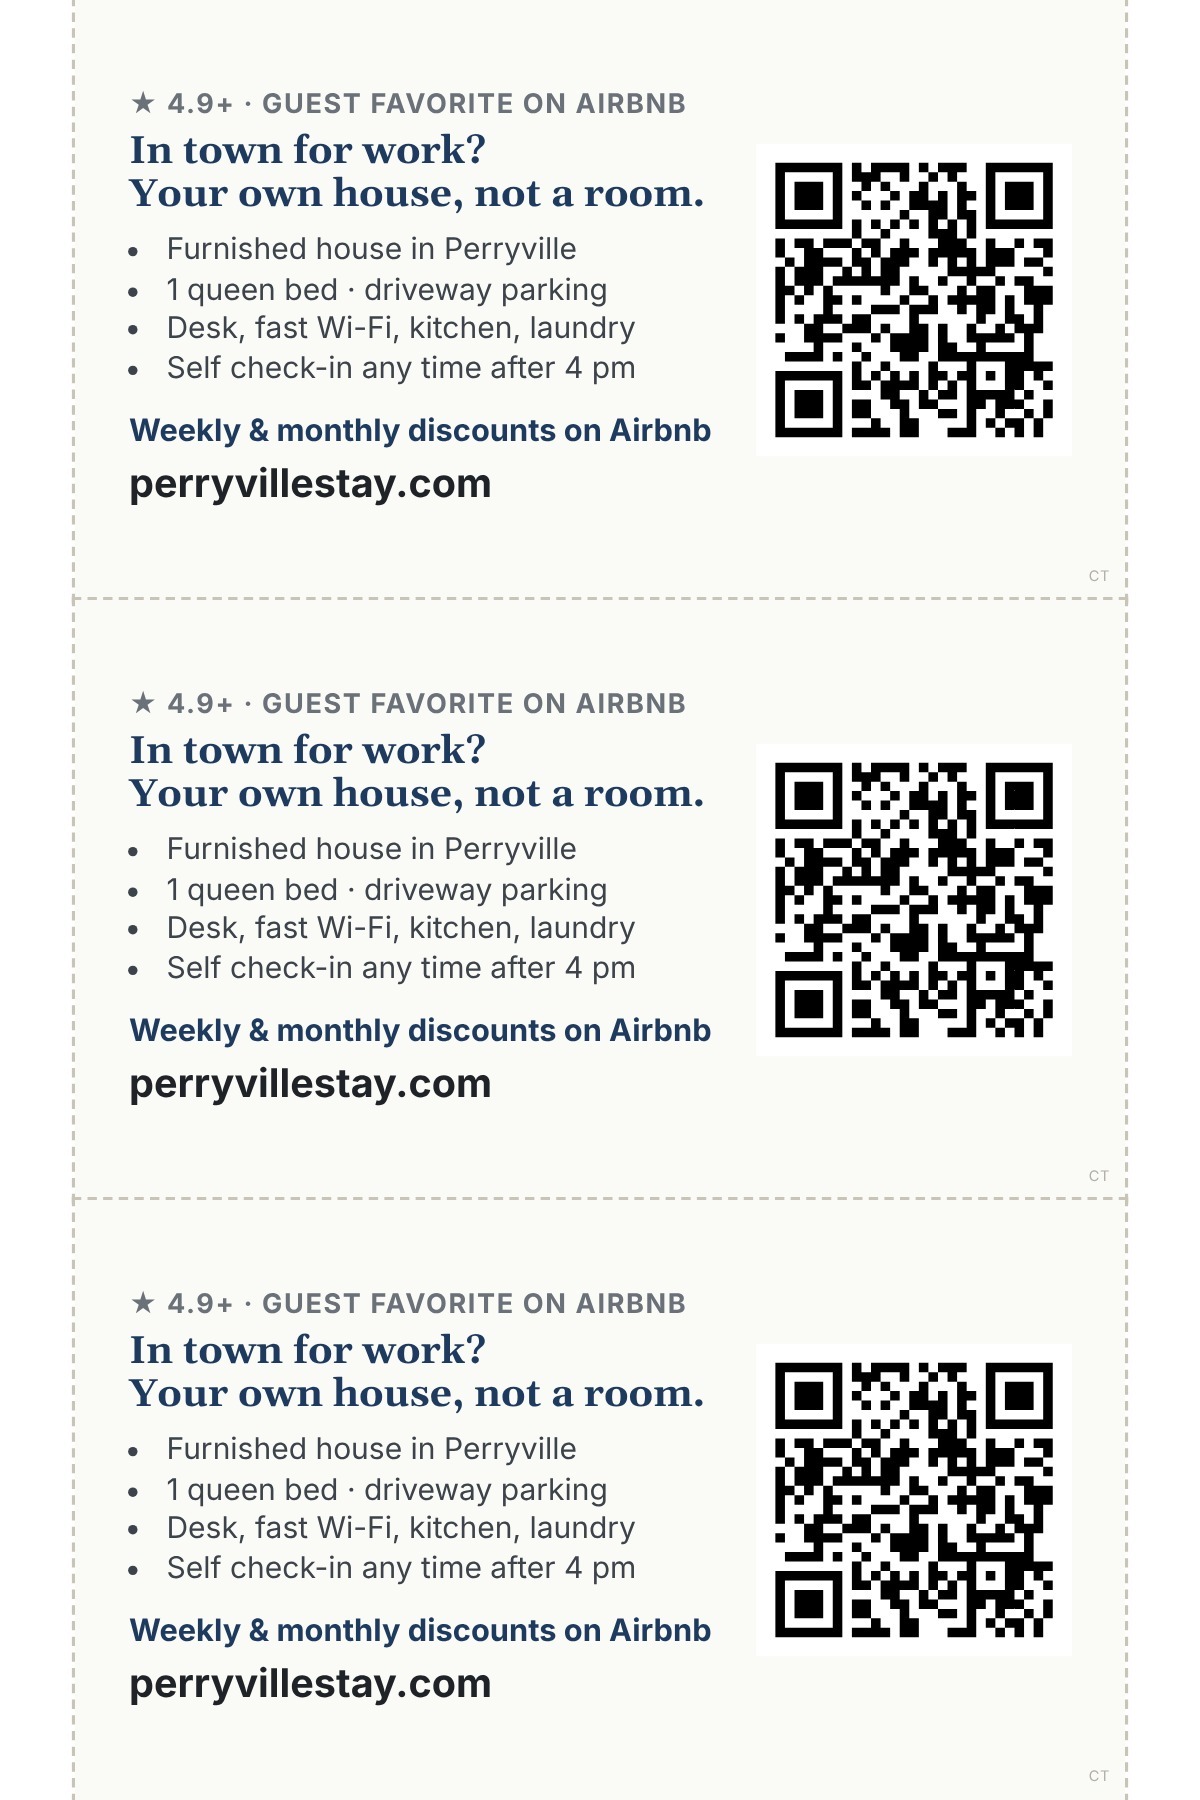 ★ 4.9+ · GUEST FAVORITE ON AIRBNB
In town for work?
Your own house, not a room.
• Furnished house in Perryville
• 1 queen bed · driveway parking
• Desk, fast Wi-Fi, kitchen, laundry
• Self check-in any time after 4 pm
Weekly & monthly discounts on Airbnb
perryvillestay.com
CT
★ 4.9+ · GUEST FAVORITE ON AIRBNB
In town for work?
Your own house, not a room.
• Furnished house in Perryville
• 1 queen bed · driveway parking
• Desk, fast Wi-Fi, kitchen, laundry
• Self check-in any time after 4 pm
Weekly & monthly discounts on Airbnb
perryvillestay.com
CT
★ 4.9+ · GUEST FAVORITE ON AIRBNB
In town for work?
Your own house, not a room.
• Furnished house in Perryville
• 1 queen bed · driveway parking
• Desk, fast Wi-Fi, kitchen, laundry
• Self check-in any time after 4 pm
Weekly & monthly discounts on Airbnb
perryvillestay.com
CT